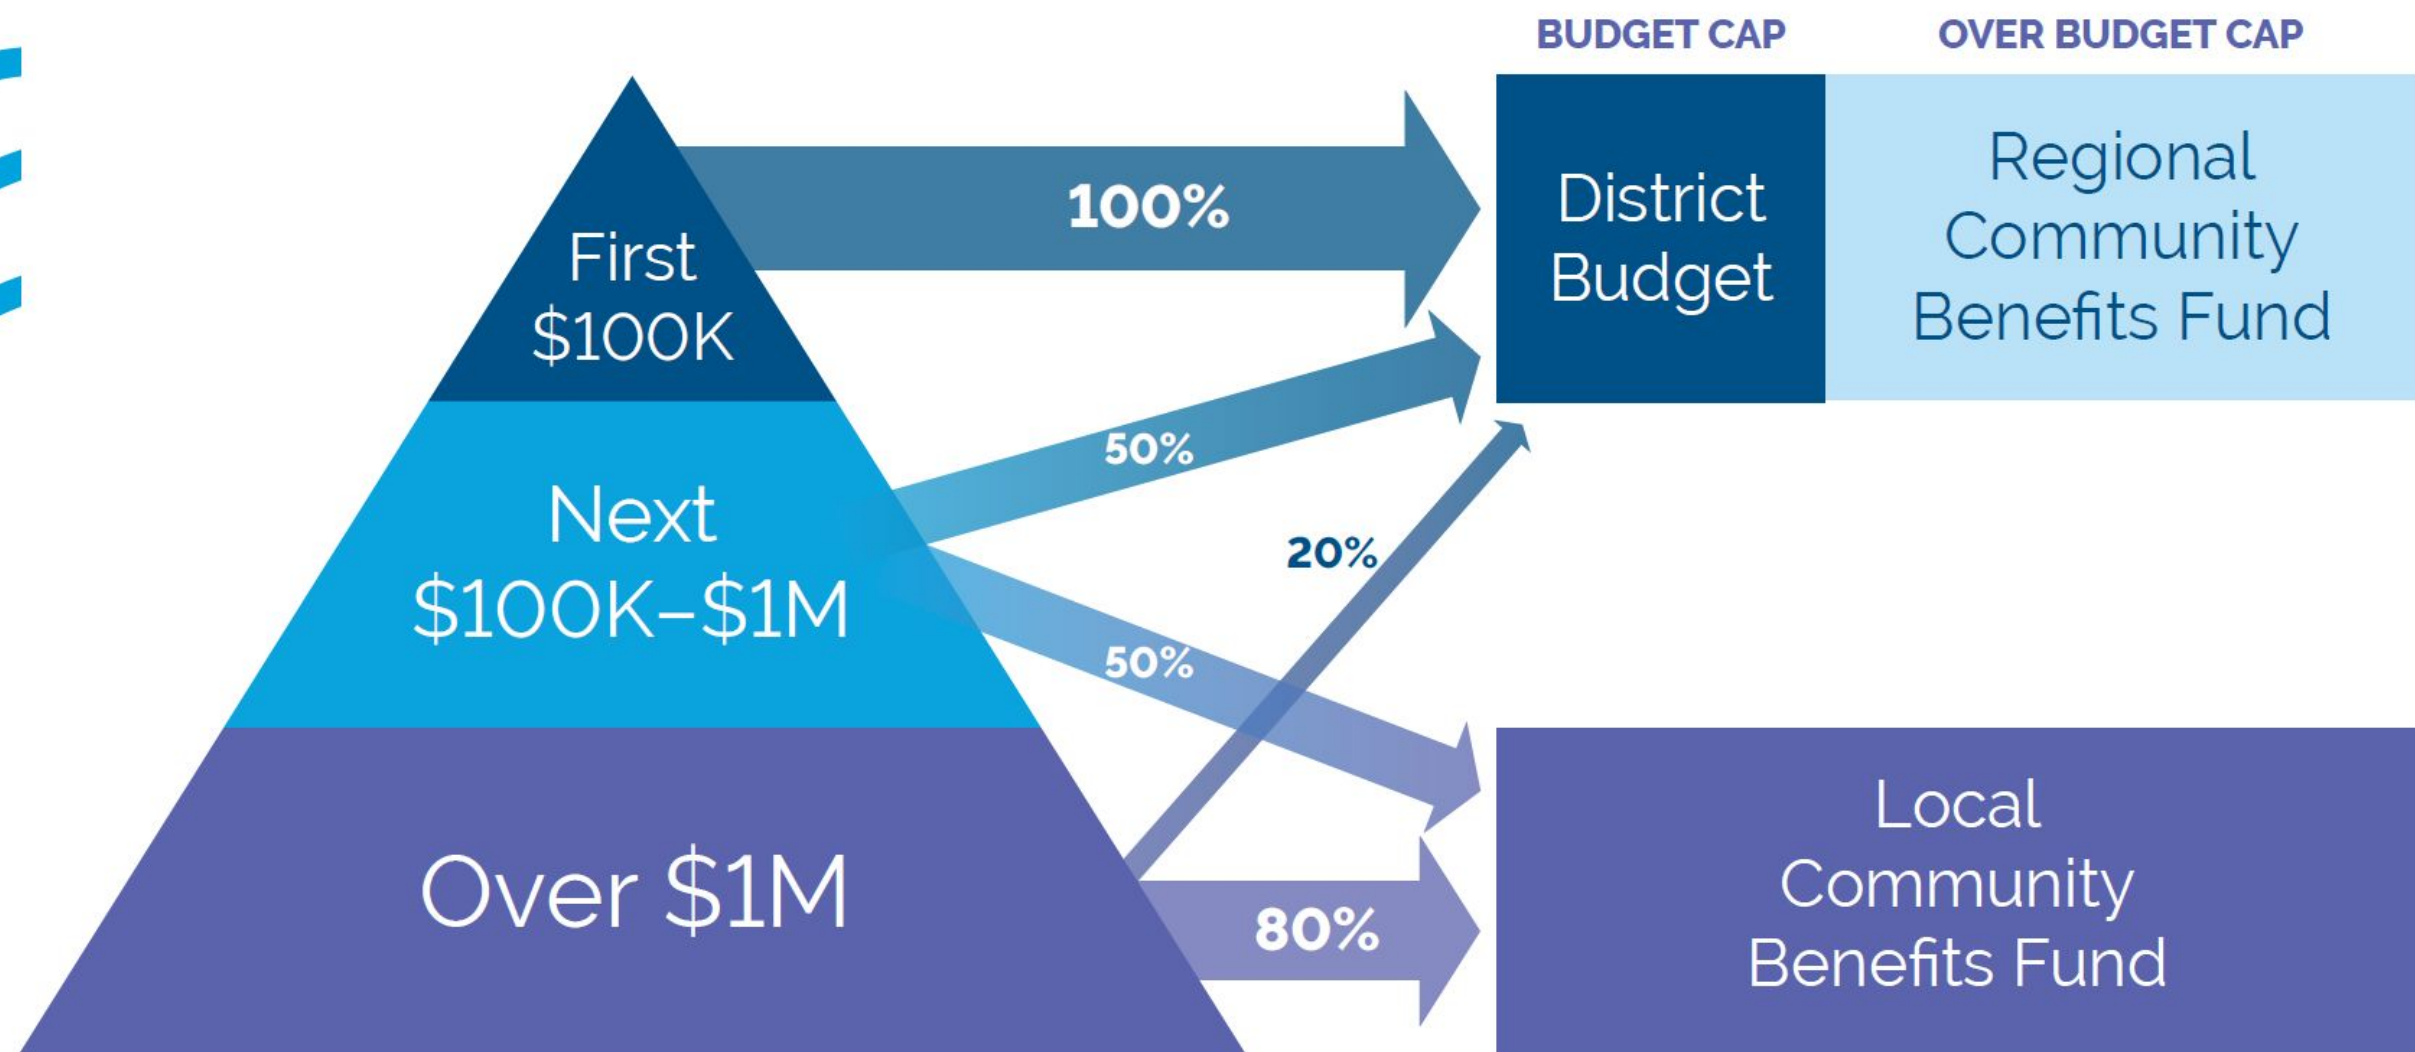 BUDGET CAP
OVER BUDGET CAP
First
$100K
100%
District
Budget
Regional
Community
Benefits Fund
Next
$100K–$1M
50%
20%
50%
Over $1M
80%
Local
Community
Benefits Fund